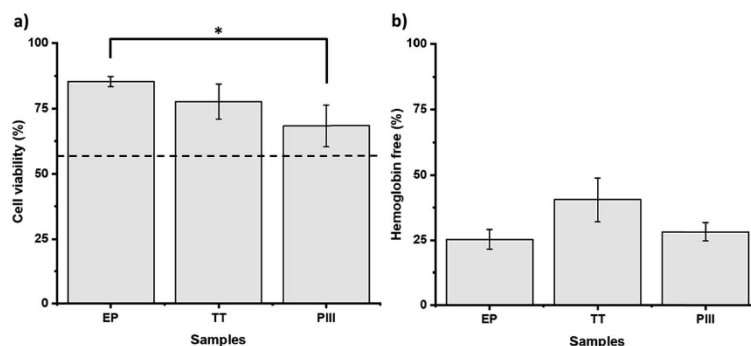 a)
*
Cell viability (%)
100
75
50
25
0
EP TT PIII
Samples
b)
Hemoglobin free (%)
100
75
50
25
0
EP TT PIII
Samples